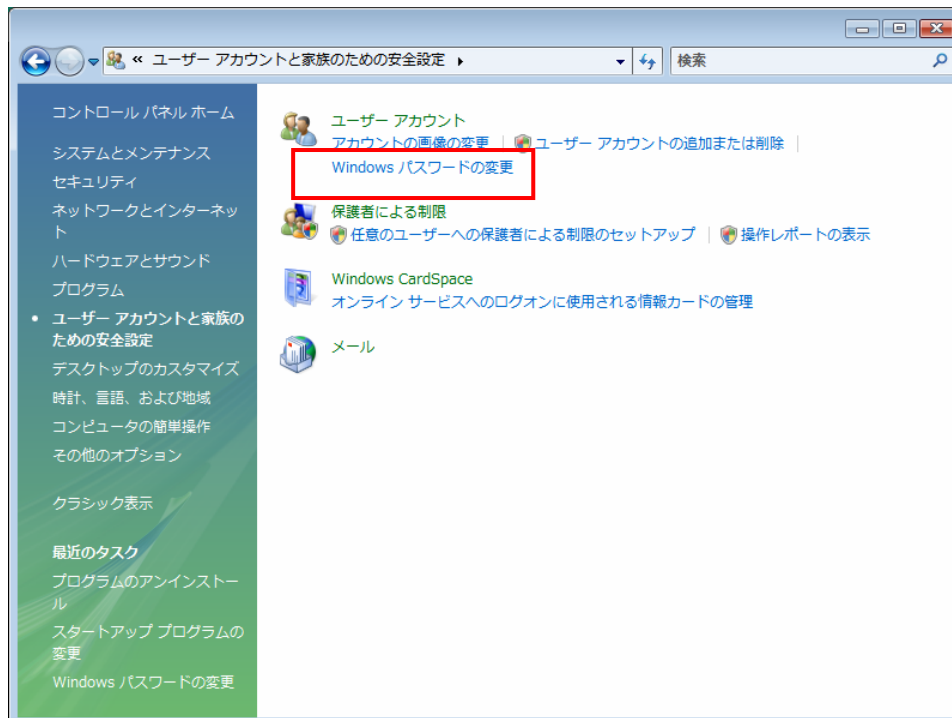 « ユーザー アカウントと家族のための安全設定
検索
コントロール パネル ホーム
システムとメンテナンス
セキュリティ
ネットワークとインターネッ
ト
ハードウェアとサウンド
プログラム
• ユーザー アカウントと家族の
ための安全設定
デスクトップのカスタマイズ
時計、言語、および地域
コンピュータの簡単操作
その他のオプション
クラシック表示
最近のタスク
プログラムのアンインストー
ル
スタートアップ プログラムの
変更
Windows パスワードの変更
ユーザー アカウント
アカウントの画像の変更 | ユーザー アカウントの追加または削除 |
Windows パスワードの変更
保護者による制限
任意のユーザーへの保護者による制限のセットアップ | 操作レポートの表示
Windows CardSpace
オンライン サービスへのログオンに使用される情報カードの管理
メール